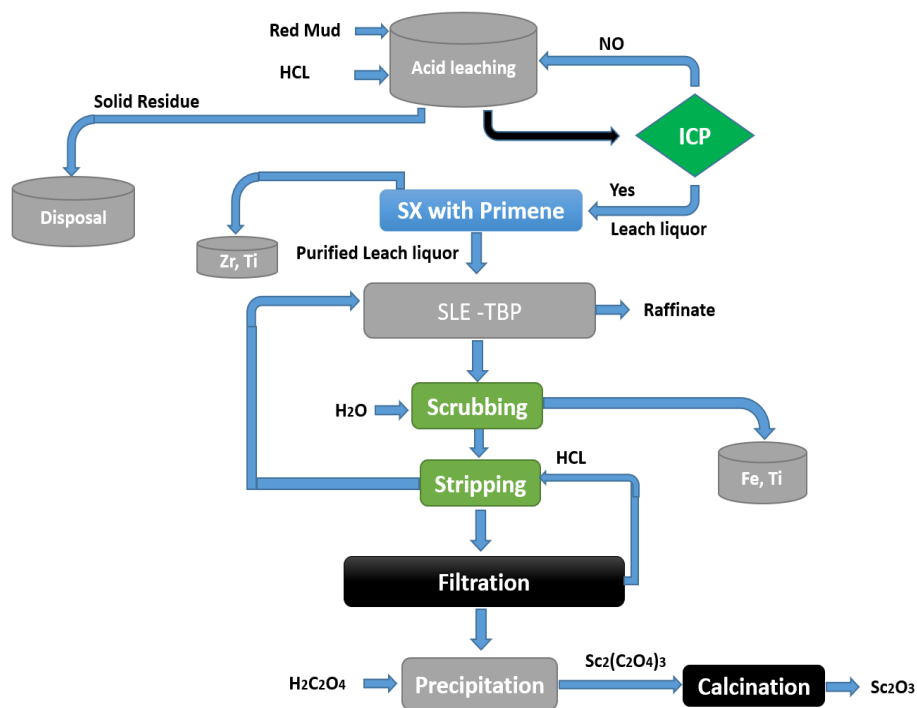 Red Mud
NO
HCL
Acid leaching
Solid Residue
ICP
Disposal
Yes
SX with Primene
Leach liquor
Zr, Ti
Purified Leach liquor
SLE -TBP
Raffinate
H₂O
Scrubbing
HCL
Stripping
Fe, Ti
Filtration
Sc₂(C₂O₄)₃
H₂C₂O₄
Precipitation
Calcination
Sc₂O₃